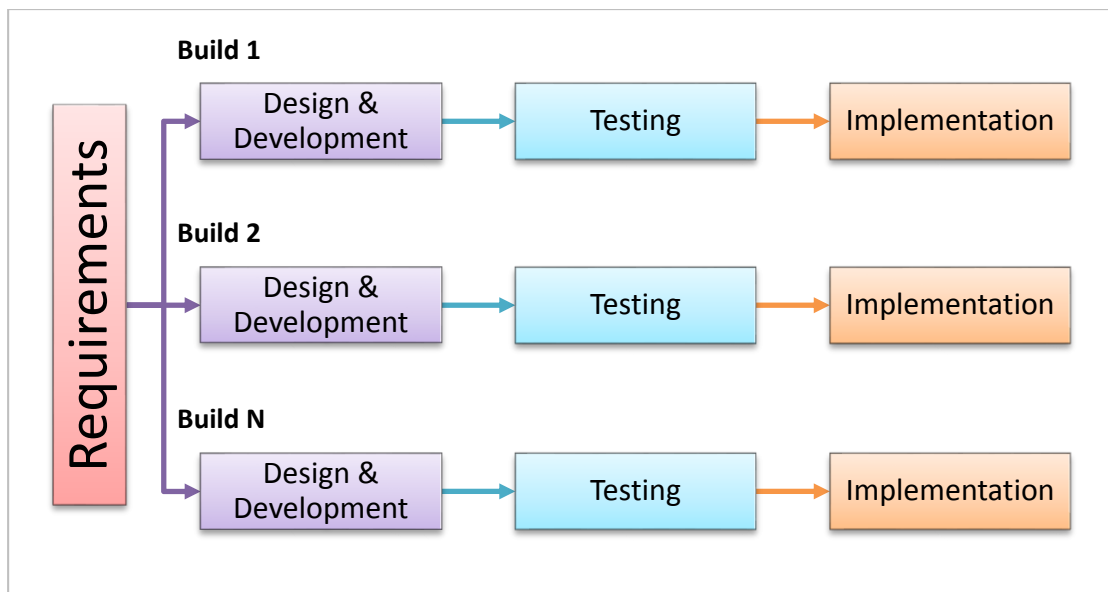 Requirements
Build 1
Design &
Development
Testing
Implementation
Build 2
Design &
Development
Testing
Implementation
Build N
Design &
Development
Testing
Implementation